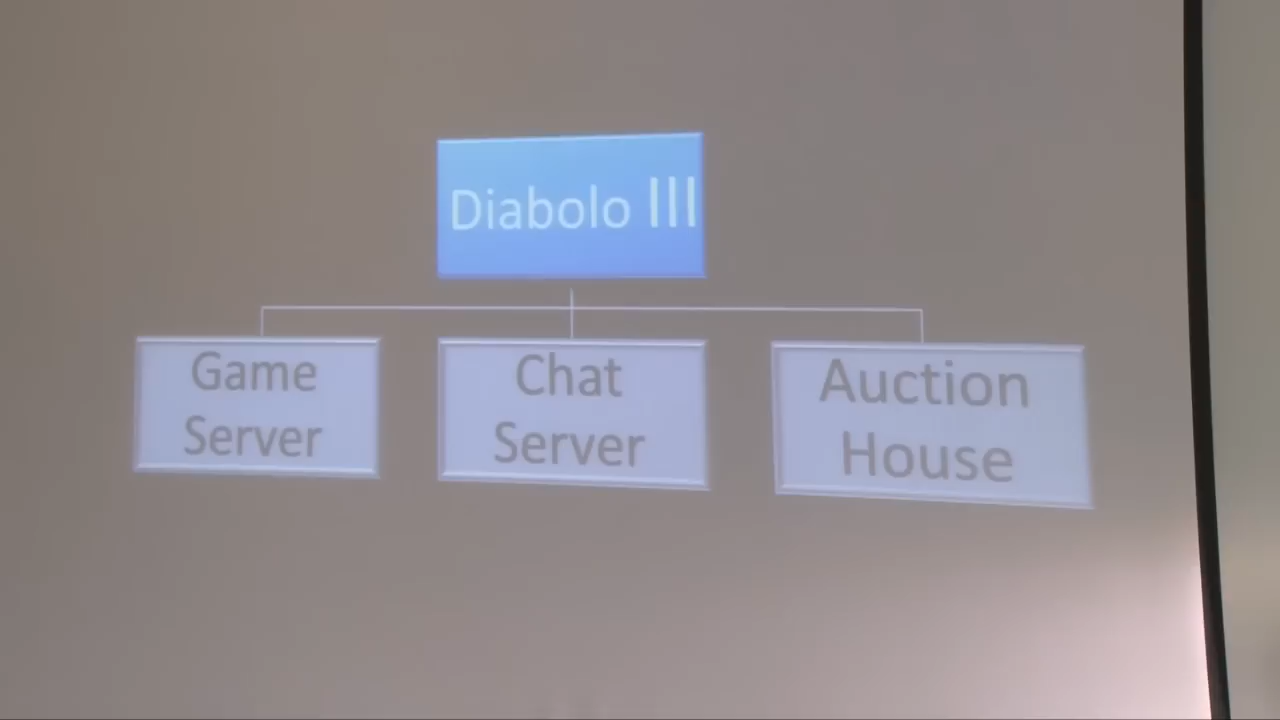 Diabolo III
Game
Server
Chat
Server
Auction
House